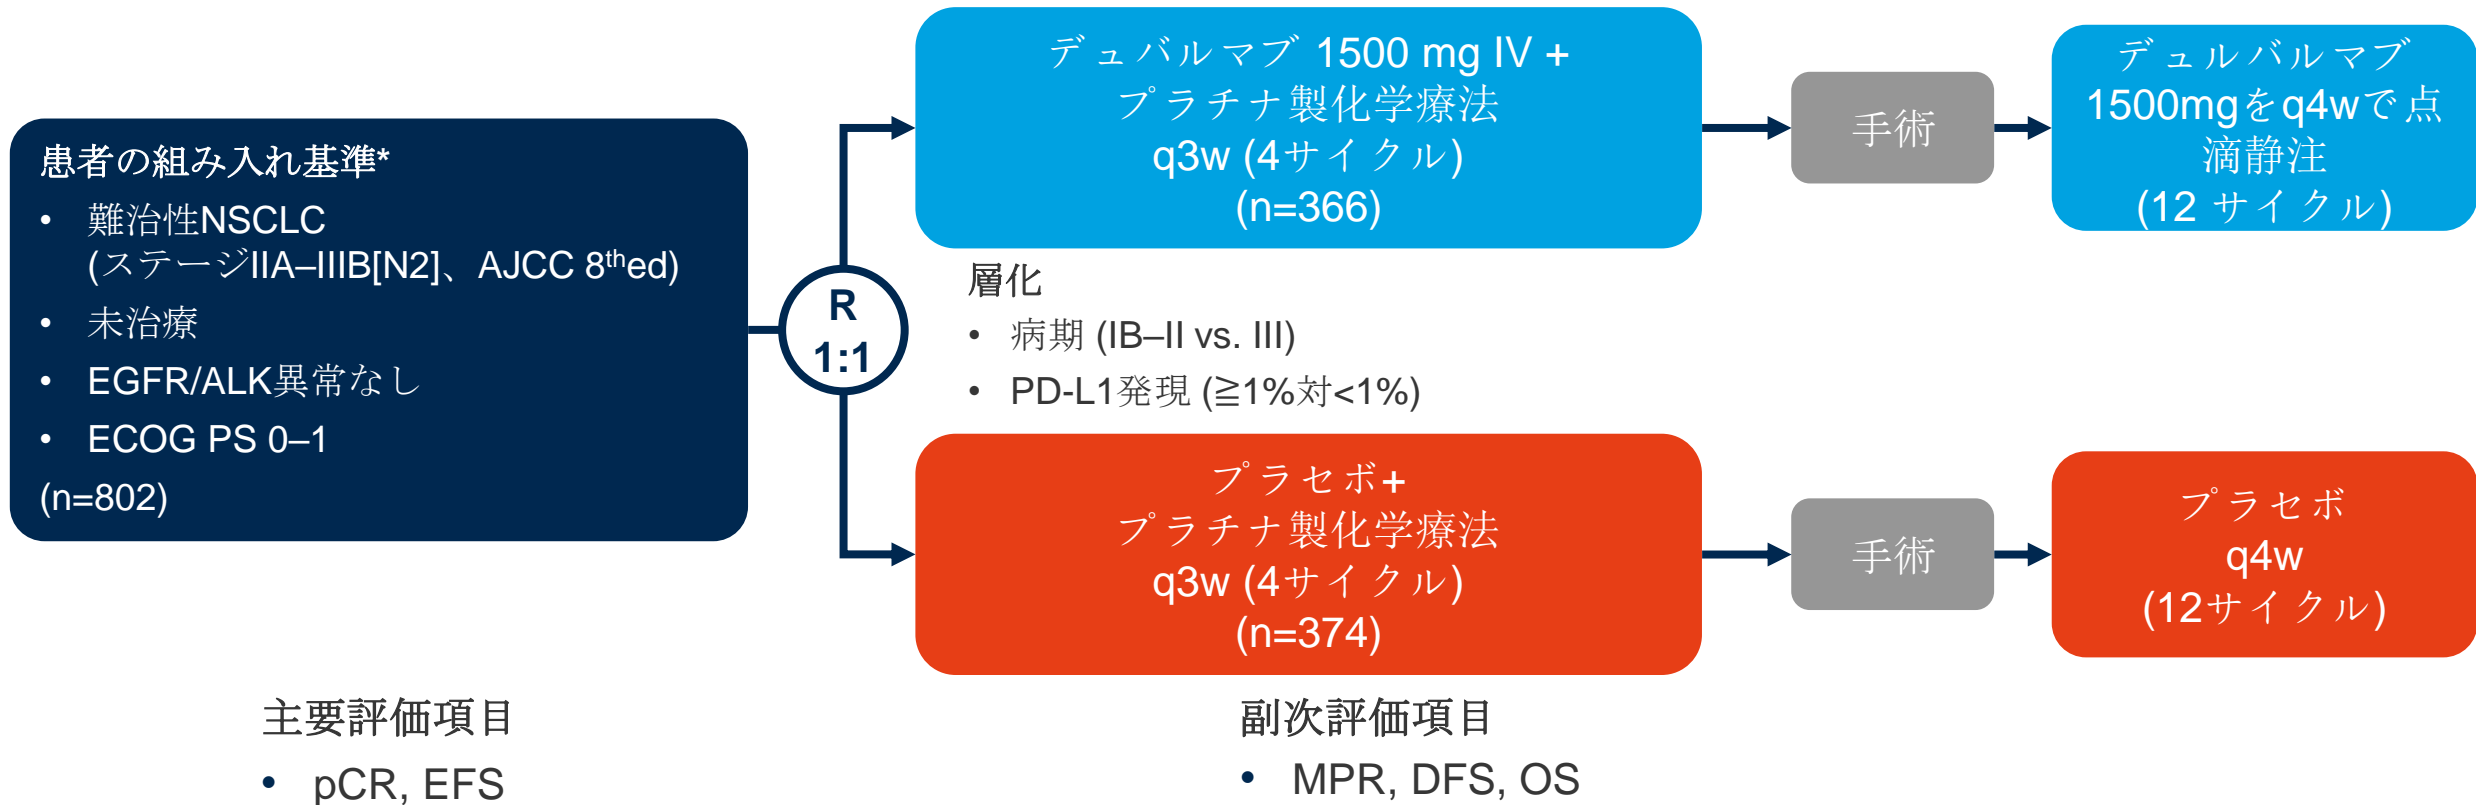 患者の組み入れ基準*
• 難治性NSCLC
(ステージIIA–IIIB[N2]、AJCC 8thed)
• 未治療
• EGFR/ALK異常なし
• ECOG PS 0–1
(n=802)
R
1:1
デュバルマブ 1500 mg IV +
プラチナ製化学療法
q3w (4サイクル)
(n=366)
手術
デュルバルマブ
1500mgをq4wで点
滴静注
(12 サイクル)
層化
• 病期 (IB–II vs. III)
• PD-L1発現 (≧1%対<1%)
プラセボ+
プラチナ製化学療法
q3w (4サイクル)
(n=374)
手術
プラセボ
q4w
(12サイクル)
主要評価項目
• pCR, EFS
副次評価項目
• MPR, DFS, OS